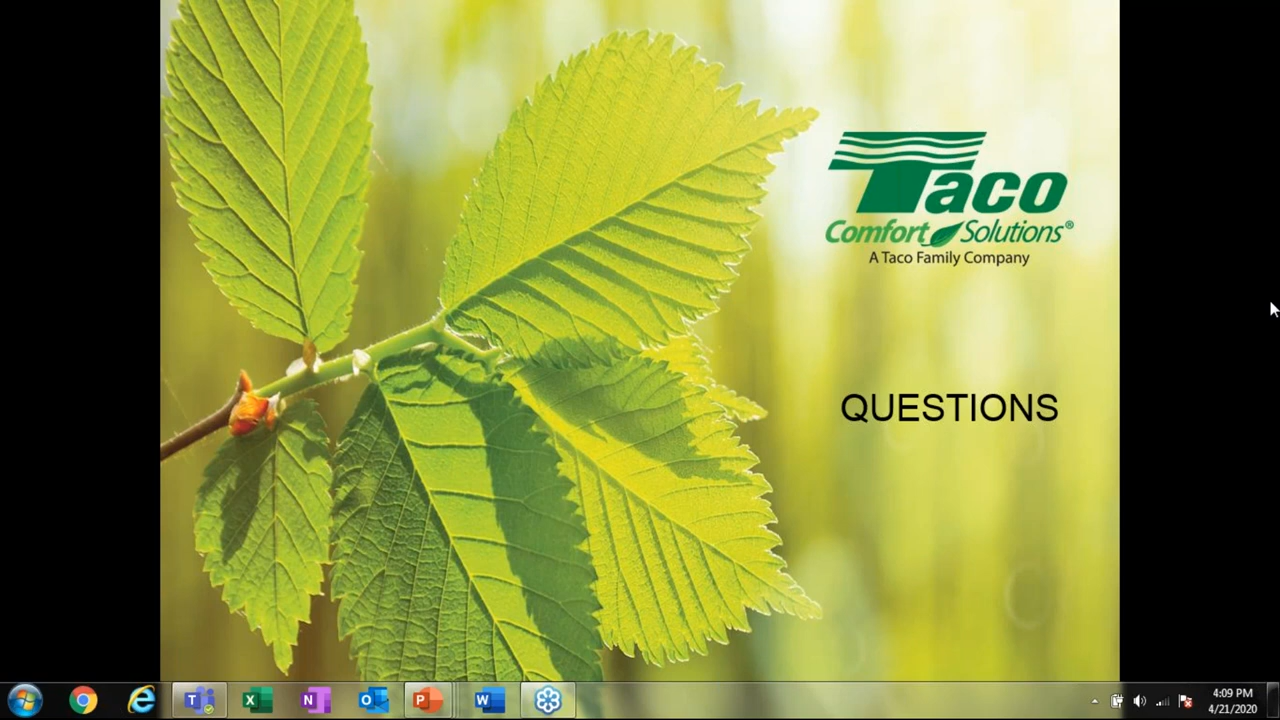 Taco
Comfort Solutions®
A Taco Family Company
QUESTIONS
T
X
N
O
P
W
4:09 PM
4/21/2020